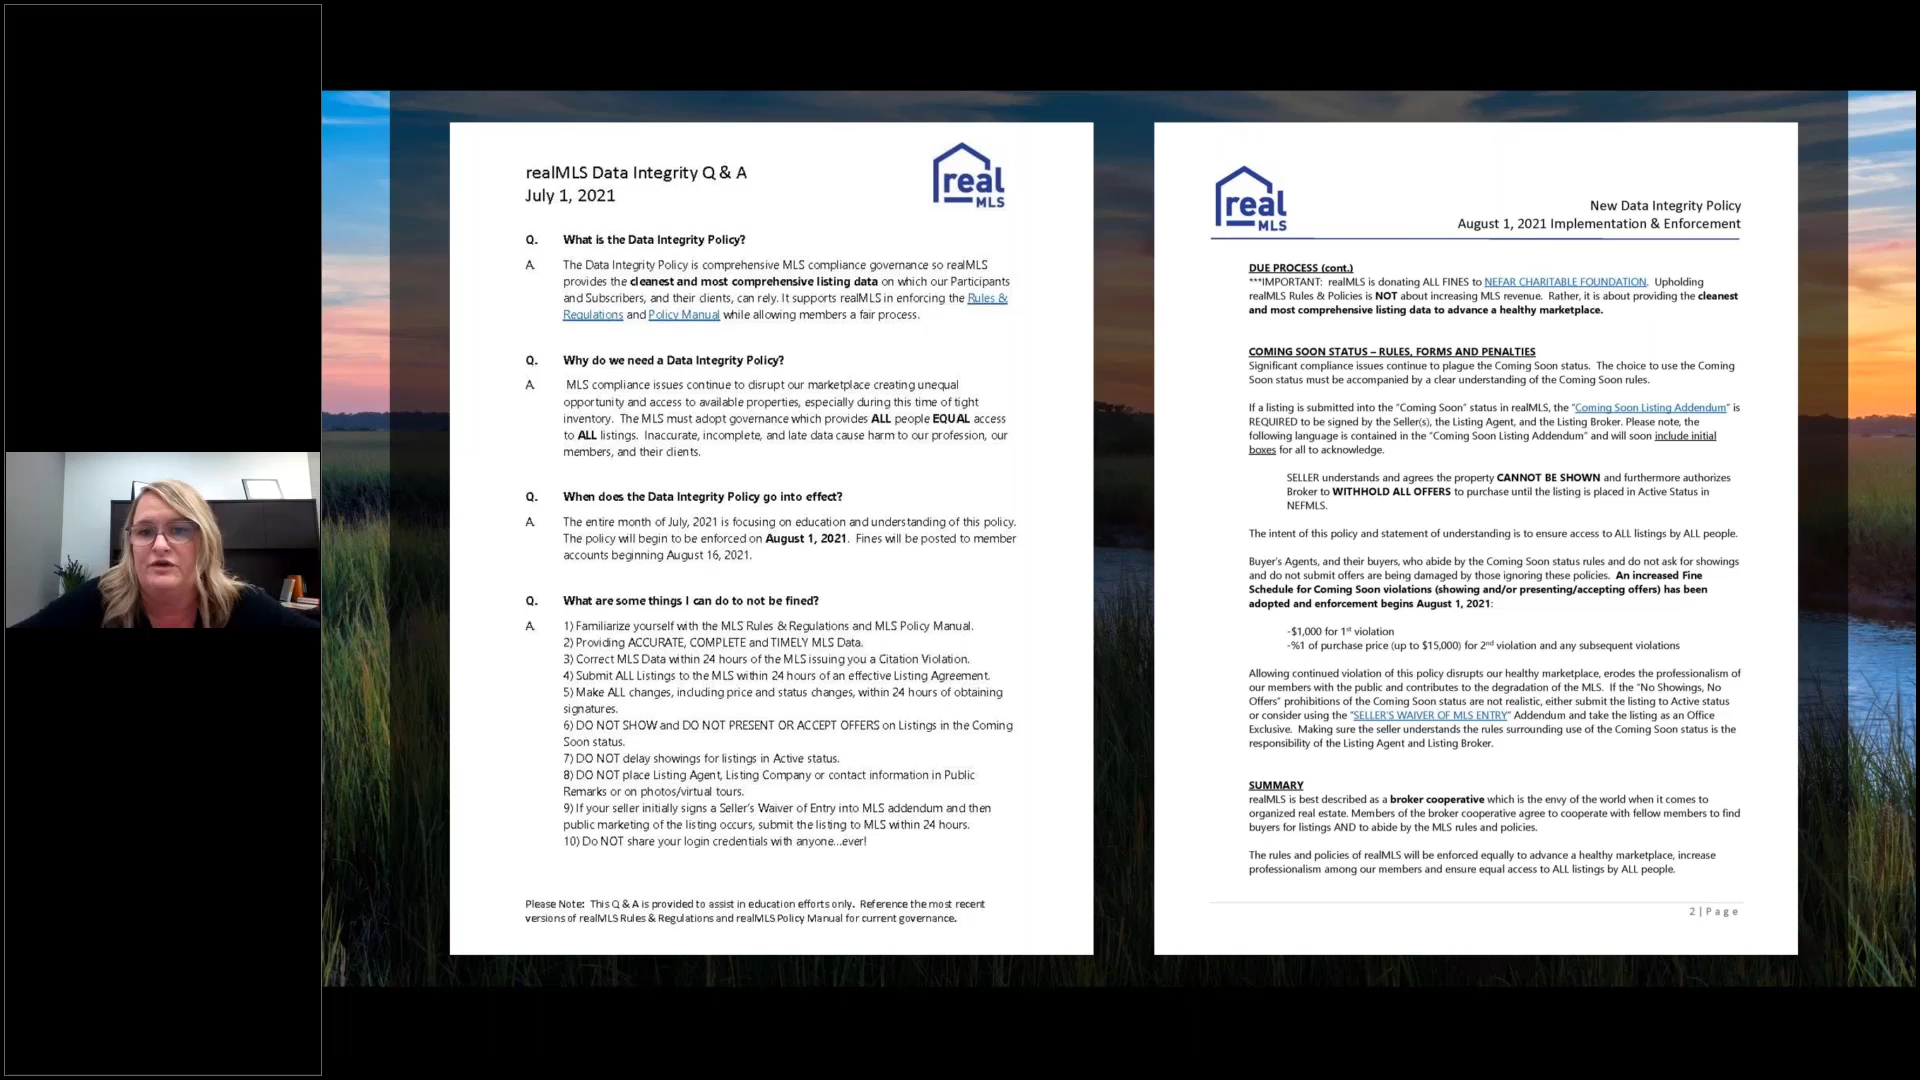 realMLS Data Integrity Q & A
July 1, 2021
real
MLS
Q. What is the Data Integrity Policy?
A. The Data Integrity Policy is comprehensive MLS compliance governance so realMLS
provides the cleanest and most comprehensive listing data on which our Participants
and Subscribers, and their clients, can rely. It supports realMLS in enforcing the Rules &
Regulations and Policy Manual while allowing members a fair process.
Q. Why do we need a Data Integrity Policy?
A. MLS compliance issues continue to disrupt our marketplace creating unequal
opportunity and access to available properties, especially during this time of tight
inventory. The MLS must adopt governance which provides ALL people EQUAL access
to ALL listings. Inaccurate, incomplete, and late data cause harm to our profession, our
members, and their clients.
Q. When does the Data Integrity Policy go into effect?
A. The entire month of July, 2021 is focusing on education and understanding of this policy.
The policy will begin to be enforced on August 1, 2021. Fines will be posted to member
accounts beginning August 16, 2021.
Q. What are some things I can do to not be fined?
A. 1) Familiarize yourself with the MLS Rules & Regulations and MLS Policy Manual.
2) Providing ACCURATE, COMPLETE and TIMELY MLS Data.
3) Correct MLS Data within 24 hours of the MLS issuing you a Citation Violation.
4) Submit ALL Listings to the MLS within 24 hours of an effective Listing Agreement.
5) Make ALL changes, including price and status changes, within 24 hours of obtaining
signatures.
6) DO NOT SHOW and DO NOT PRESENT OR ACCEPT OFFERS on Listings in the Coming
Soon status.
7) DO NOT delay showings for listings in Active status.
8) DO NOT place Listing Agent, Listing Company or contact information in Public
Remarks or on photos/virtual tours.
9) If your seller initially signs a Seller's Waiver of Entry into MLS addendum and then
public marketing of the listing occurs, submit the listing to MLS within 24 hours.
10) Do NOT share your login credentials with anyone...ever!
Please Note: This Q & A is provided to assist in education efforts only. Reference the most recent
versions of realMLS Rules & Regulations and realMLS Policy Manual for current governance.
real
MLS
New Data Integrity Policy
August 1, 2021 Implementation & Enforcement
DUE PROCESS (cont.)
***IMPORTANT: realMLS is donating ALL FINES to NEFAR CHARITABLE FOUNDATION. Upholding
realMLS Rules & Policies is NOT about increasing MLS revenue. Rather, it is about providing the cleanest
and most comprehensive listing data to advance a healthy marketplace.
COMING SOON STATUS – RULES, FORMS AND PENALTIES
Significant compliance issues continue to plague the Coming Soon status. The choice to use the Coming
Soon status must be accompanied by a clear understanding of the Coming Soon rules.
If a listing is submitted into the "Coming Soon" status in realMLS, the "Coming Soon Listing Addendum" is
REQUIRED to be signed by the Seller(s), the Listing Agent, and the Listing Broker. Please note, the
following language is contained in the "Coming Soon Listing Addendum" and will soon include initial
boxes for all to acknowledge.
SELLER understands and agrees the property CANNOT BE SHOWN and furthermore authorizes
Broker to WITHHOLD ALL OFFERS to purchase until the listing is placed in Active Status in
NEFMLS.
The intent of this policy and statement of understanding is to ensure access to ALL listings by ALL people.
Buyer's Agents, and their buyers, who abide by the Coming Soon status rules and do not ask for showings
and do not submit offers are being damaged by those ignoring these policies. An increased Fine
Schedule for Coming Soon violations (showing and/or presenting/accepting offers) has been
adopted and enforcement begins August 1, 2021:
-$1,000 for 1st violation
-%1 of purchase price (up to $15,000) for 2nd violation and any subsequent violations
Allowing continued violation of this policy disrupts our healthy marketplace, erodes the professionalism of
our members with the public and contributes to the degradation of the MLS. If the "No Showings, No
Offers" prohibitions of the Coming Soon status are not realistic, either submit the listing to Active status
or consider using the "SELLER'S WAIVER OF MLS ENTRY" Addendum and take the listing as an Office
Exclusive. Making sure the seller understands the rules surrounding use of the Coming Soon status is the
responsibility of the Listing Agent and Listing Broker.
SUMMARY
realMLS is best described as a broker cooperative which is the envy of the world when it comes to
organized real estate. Members of the broker cooperative agree to cooperate with fellow members to find
buyers for listings AND to abide by the MLS rules and policies.
The rules and policies of realMLS will be enforced equally to advance a healthy marketplace, increase
professionalism among our members and ensure equal access to ALL listings by ALL people.
2 | Page